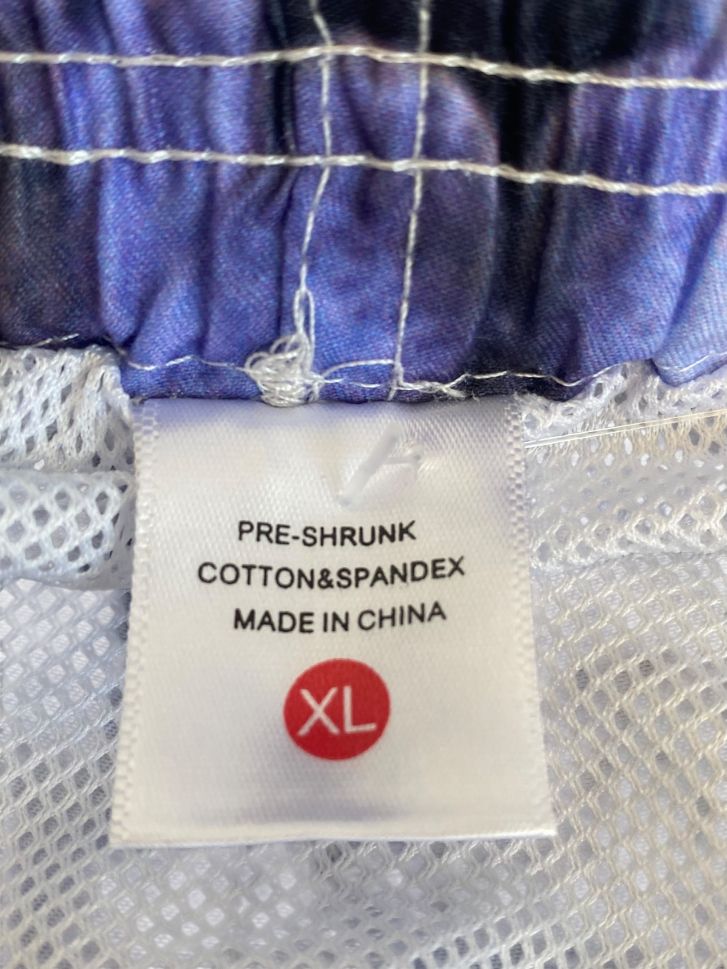 PRE-SHRUNK
COTTON&SPANDEX
MADE IN CHINA
XL